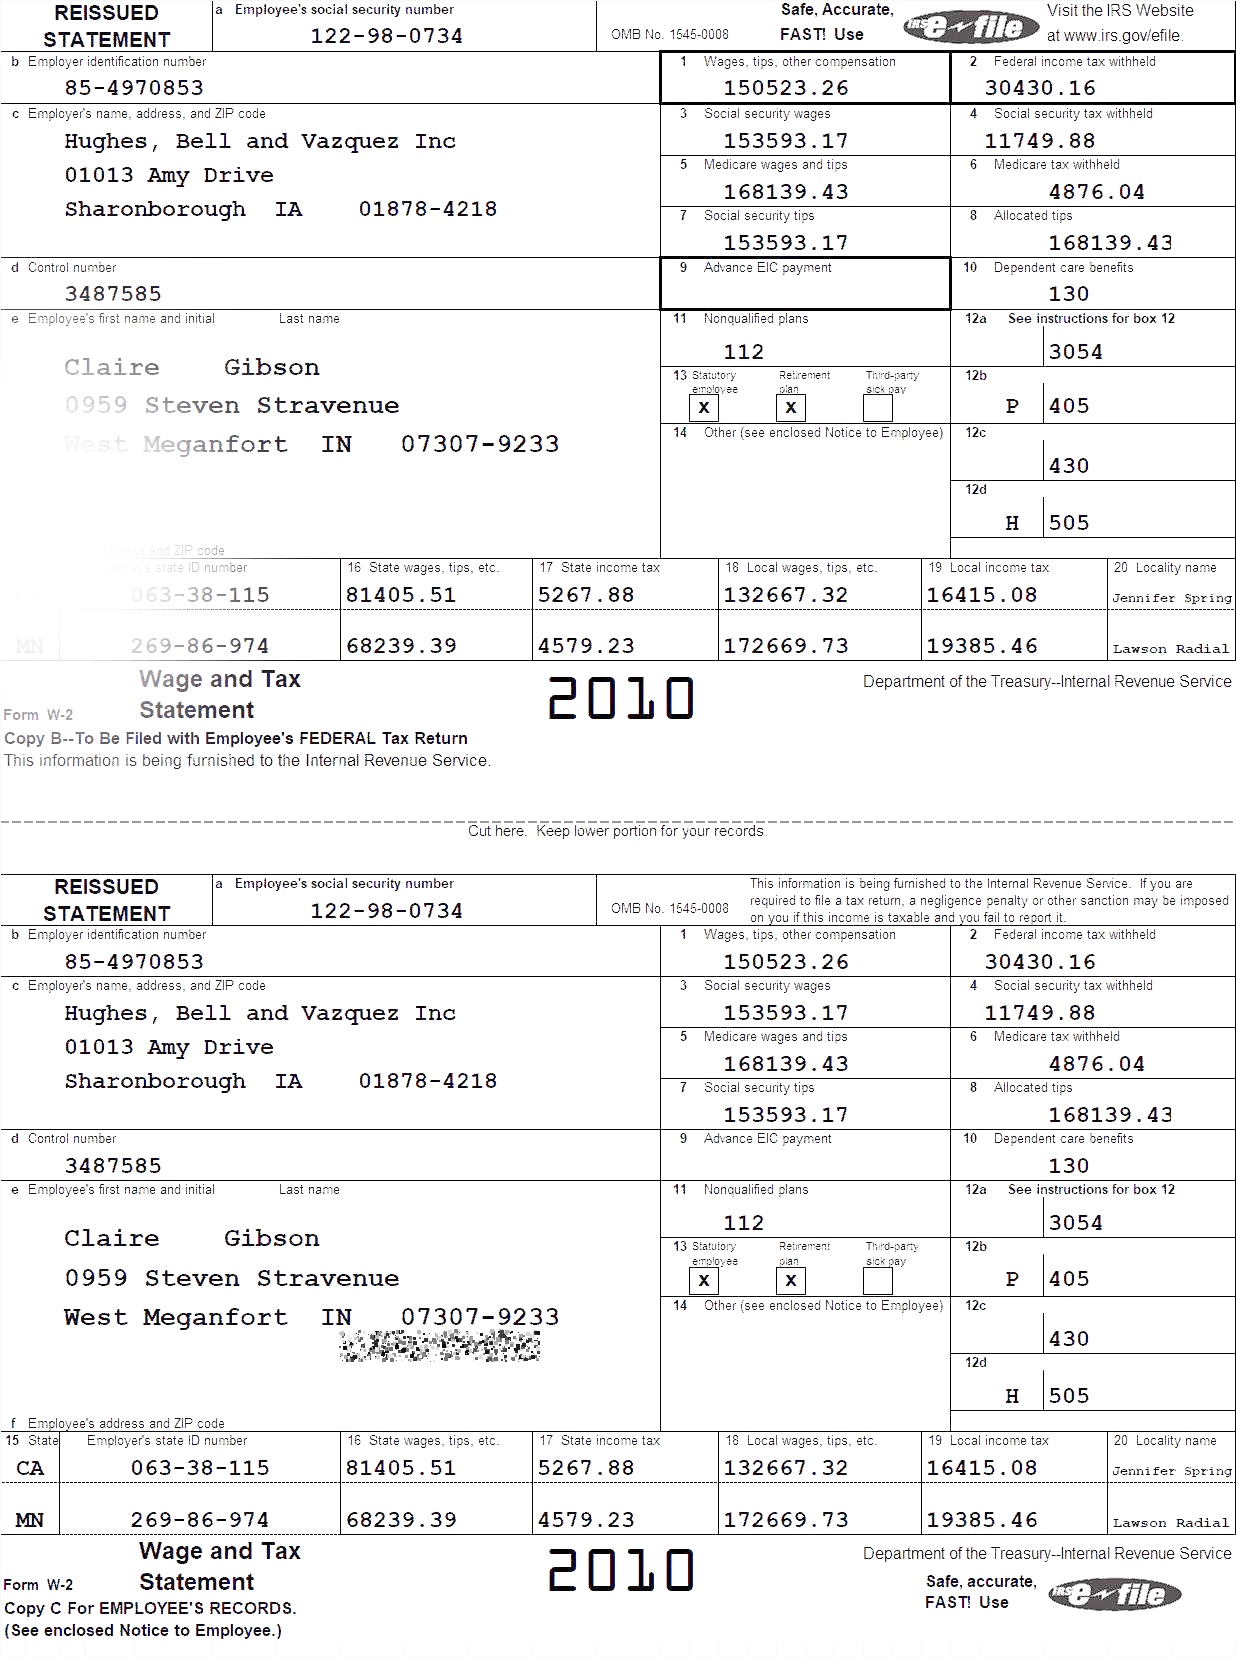 REISSUED STATEMENT
a Employee's social security number
122-98-0734
OMB No. 1545-0008
Safe, Accurate, FAST! Use
IRS e-file
Visit the IRS Website at www.irs.gov/efile.
b Employer identification number
85-4970853
1 Wages, tips, other compensation
150523.26
2 Federal income tax withheld
30430.16
c Employer's name, address, and ZIP code
Hughes, Bell and Vazquez Inc
01013 Amy Drive
Sharonborough IA 01878-4218
3 Social security wages
153593.17
4 Social security tax withheld
11749.88
5 Medicare wages and tips
168139.43
6 Medicare tax withheld
4876.04
7 Social security tips
153593.17
8 Allocated tips
168139.43
d Control number
3487585
9 Advance EIC payment
10 Dependent care benefits
130
e Employee's first name and initial Last name
Claire Gibson
0959 Steven Stravenue
West Meganfort IN 07307-9233
11 Nonqualified plans
112
12a See instructions for box 12
3054
13 Statutory employee X
Retirement plan X
Third-party sick pay
12b
P 405
14 Other (see enclosed Notice to Employee)
12c
430
12d
H 505
and ZIP code
state ID number
16 State wages, tips, etc.
17 State income tax
18 Local wages, tips, etc.
19 Local income tax
20 Locality name
063-38-115 81405.51 5267.88 132667.32 16415.08 Jennifer Spring
MN 269-86-974 68239.39 4579.23 172669.73 19385.46 Lawson Radial
Form W-2
Wage and Tax Statement
2010
Department of the Treasury--Internal Revenue Service
Copy B--To Be Filed with Employee's FEDERAL Tax Return
This information is being furnished to the Internal Revenue Service.
Cut here. Keep lower portion for your records.
REISSUED STATEMENT
a Employee's social security number
122-98-0734
OMB No. 1545-0008
This information is being furnished to the Internal Revenue Service. If you are
required to file a tax return, a negligence penalty or other sanction may be imposed
on you if this income is taxable and you fail to report it.
b Employer identification number
85-4970853
1 Wages, tips, other compensation
150523.26
2 Federal income tax withheld
30430.16
c Employer's name, address, and ZIP code
Hughes, Bell and Vazquez Inc
01013 Amy Drive
Sharonborough IA 01878-4218
3 Social security wages
153593.17
4 Social security tax withheld
11749.88
5 Medicare wages and tips
168139.43
6 Medicare tax withheld
4876.04
7 Social security tips
153593.17
8 Allocated tips
168139.43
d Control number
3487585
9 Advance EIC payment
10 Dependent care benefits
130
e Employee's first name and initial Last name
Claire Gibson
0959 Steven Stravenue
West Meganfort IN 07307-9233
11 Nonqualified plans
112
12a See instructions for box 12
3054
13 Statutory employee X
Retirement plan X
Third-party sick pay
12b
P 405
14 Other (see enclosed Notice to Employee)
12c
430
12d
H 505
f Employee's address and ZIP code
15 State Employer's state ID number
16 State wages, tips, etc.
17 State income tax
18 Local wages, tips, etc.
19 Local income tax
20 Locality name
CA 063-38-115 81405.51 5267.88 132667.32 16415.08 Jennifer Spring
MN 269-86-974 68239.39 4579.23 172669.73 19385.46 Lawson Radial
Form W-2
Wage and Tax Statement
2010
Department of the Treasury--Internal Revenue Service
Safe, accurate, FAST! Use
IRS e-file
Copy C For EMPLOYEE'S RECORDS.
(See enclosed Notice to Employee.)